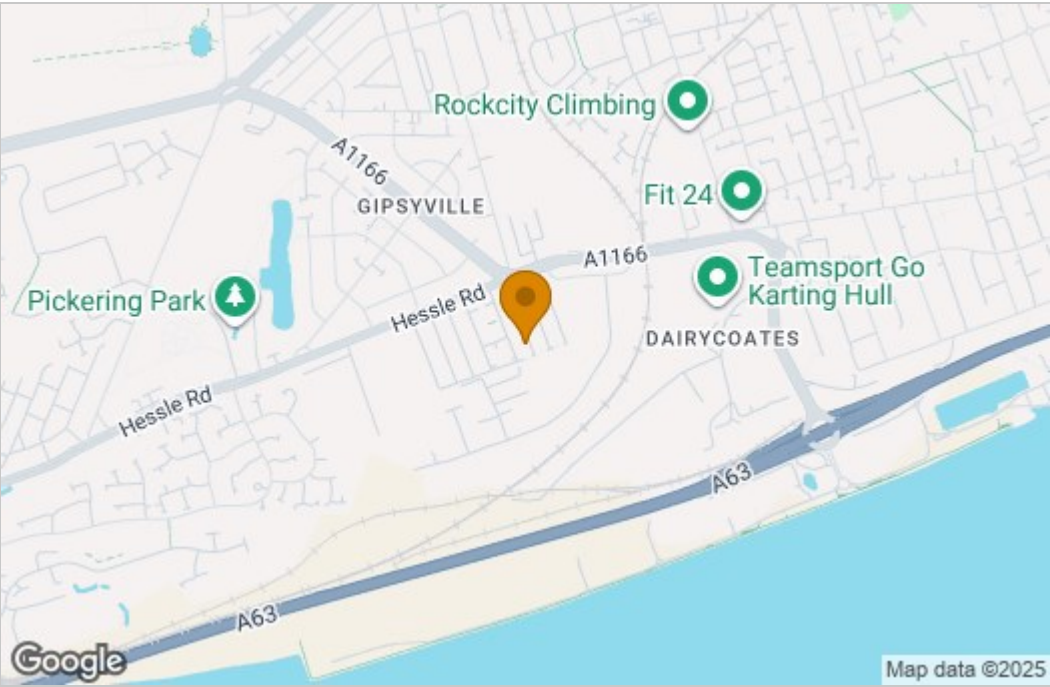 Rockcity Climbing
A1166
Fit 24
GIPSYVILLE
A1166
Teamsport Go
Karting Hull
Pickering Park
Hessle Rd
DAIRYCOATES
Hessle Rd
A63
A63
Google
Map data ©2025